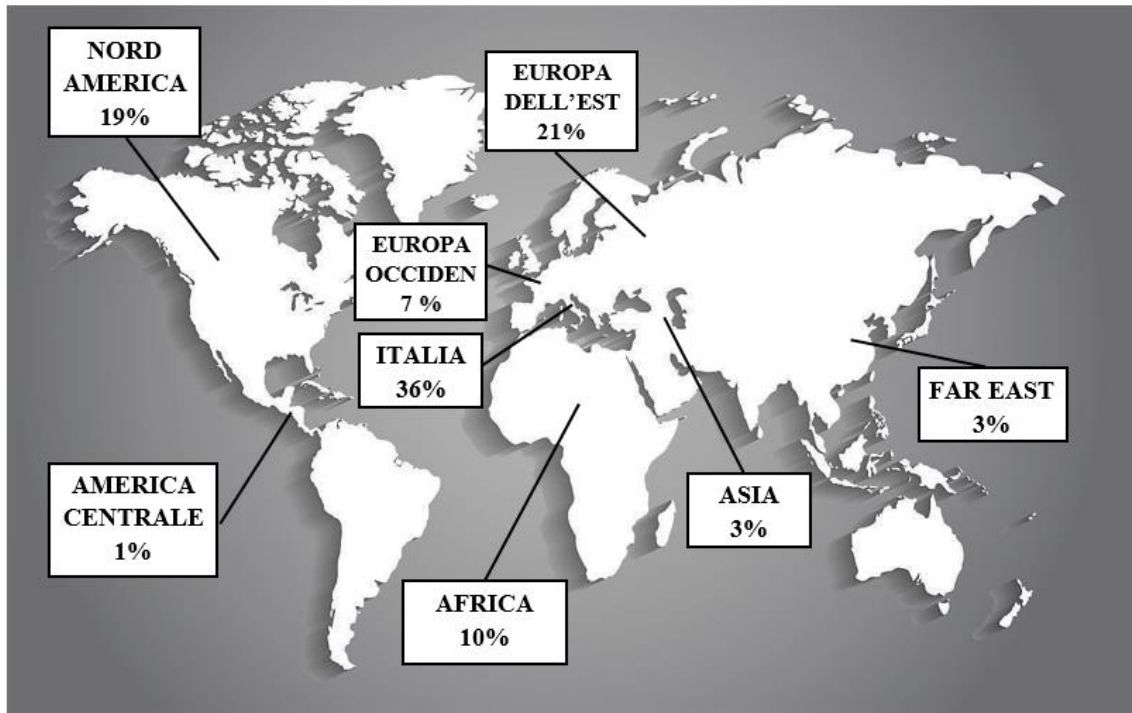 NORD
AMERICA
19%
EUROPA
DELL’EST
21%
EUROPA
OCCIDEN
7 %
ITALIA
36%
FAR EAST
3%
AMERICA
CENTRALE
1%
ASIA
3%
AFRICA
10%